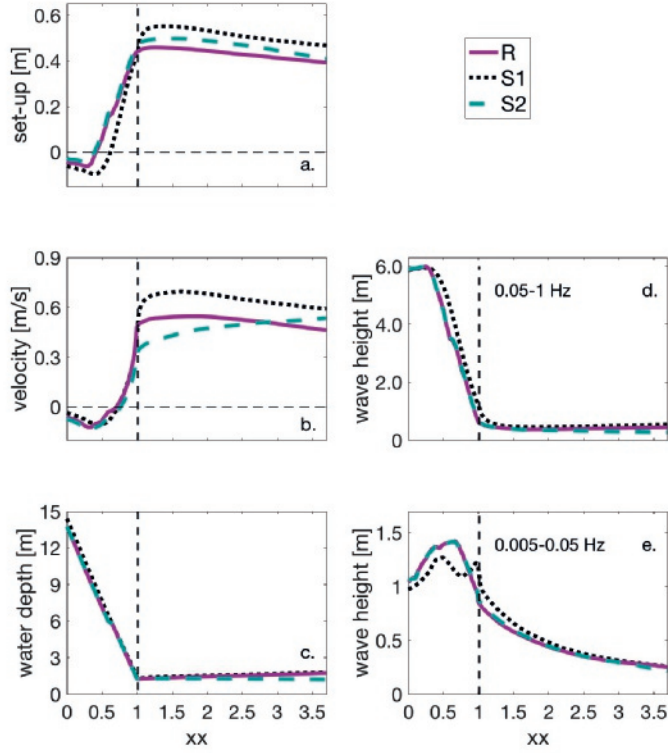 0.6
0.4
0.2
0
set-up [m]
a.
R
S1
S2
0.9
0.6
0.3
0
velocity [m/s]
b.
6.0
4.0
2.0
0
wave height [m]
0.05-1 Hz
d.
15
12
9
6
3
0
water depth [m]
c.
0 0.5 1 1.5 2 2.5 3 3.5
xx
1.5
1
0.5
0
wave height [m]
0.005-0.05 Hz
e.
0 0.5 1 1.5 2 2.5 3 3.5
xx